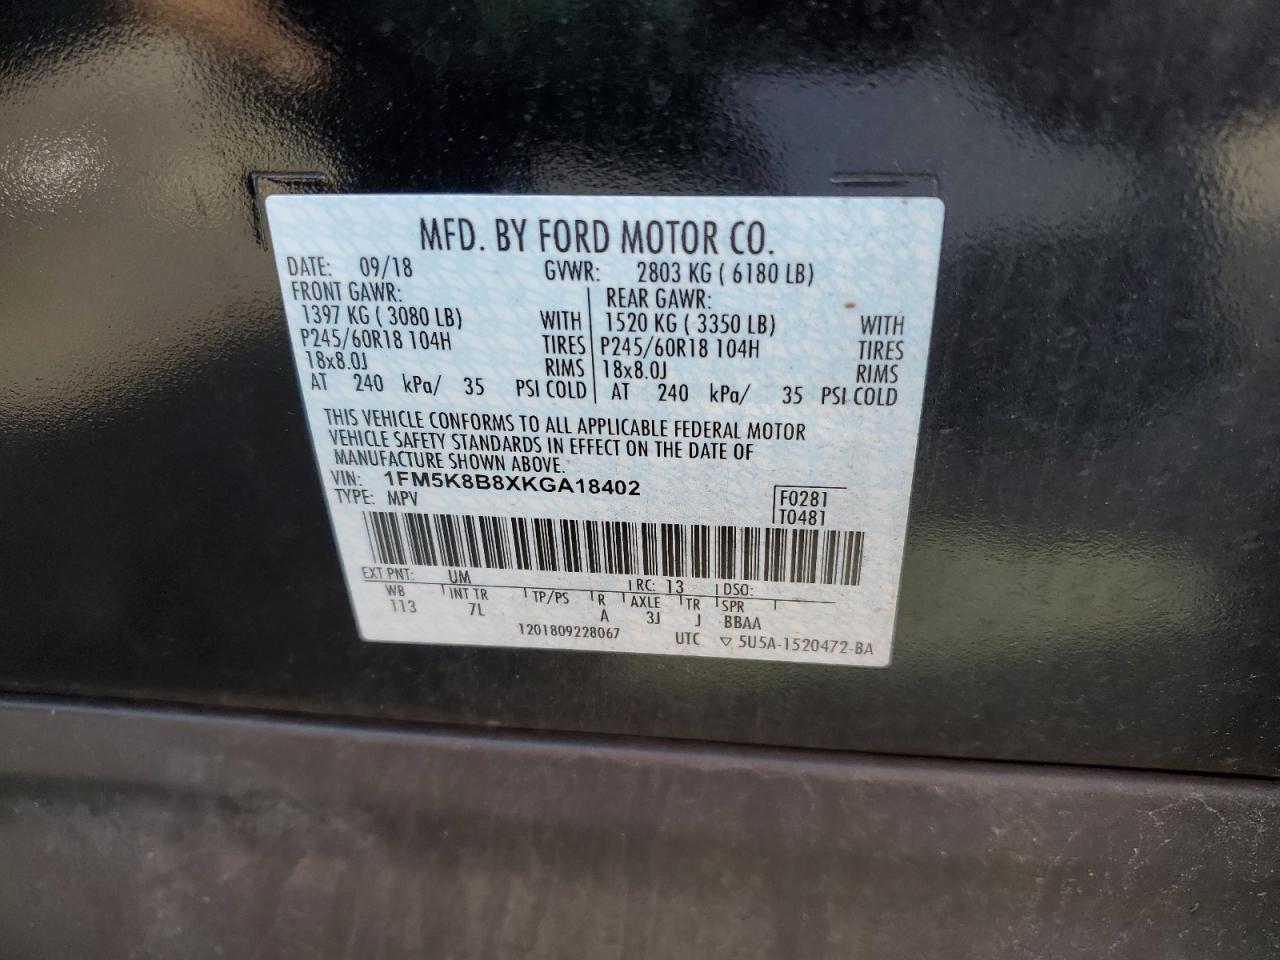 MFD. BY FORD MOTOR CO.
DATE: 09/18 GVWR: 2803 KG ( 6180 LB)
FRONT GAWR: REAR GAWR:
1397 KG ( 3080 LB) WITH 1520 KG ( 3350 LB) WITH
P245/60R18 104H TIRES P245/60R18 104H TIRES
18x8.0J RIMS 18x8.0J RIMS
AT 240 kPa/ 35 PSI COLD AT 240 kPa/ 35 PSI COLD
THIS VEHICLE CONFORMS TO ALL APPLICABLE FEDERAL MOTOR
VEHICLE SAFETY STANDARDS IN EFFECT ON THE DATE OF
MANUFACTURE SHOWN ABOVE.
VIN: 1FM5K8B8XKGA18402 F0281
TYPE: MPV T0481
EXT PNT: UM RC: 13 DSO:
WB INT TR TP/PS R AXLE TR SPR
113 7L A 3J J BBAA
1201809228067 UTC ▽ 5U5A-1520472-BA